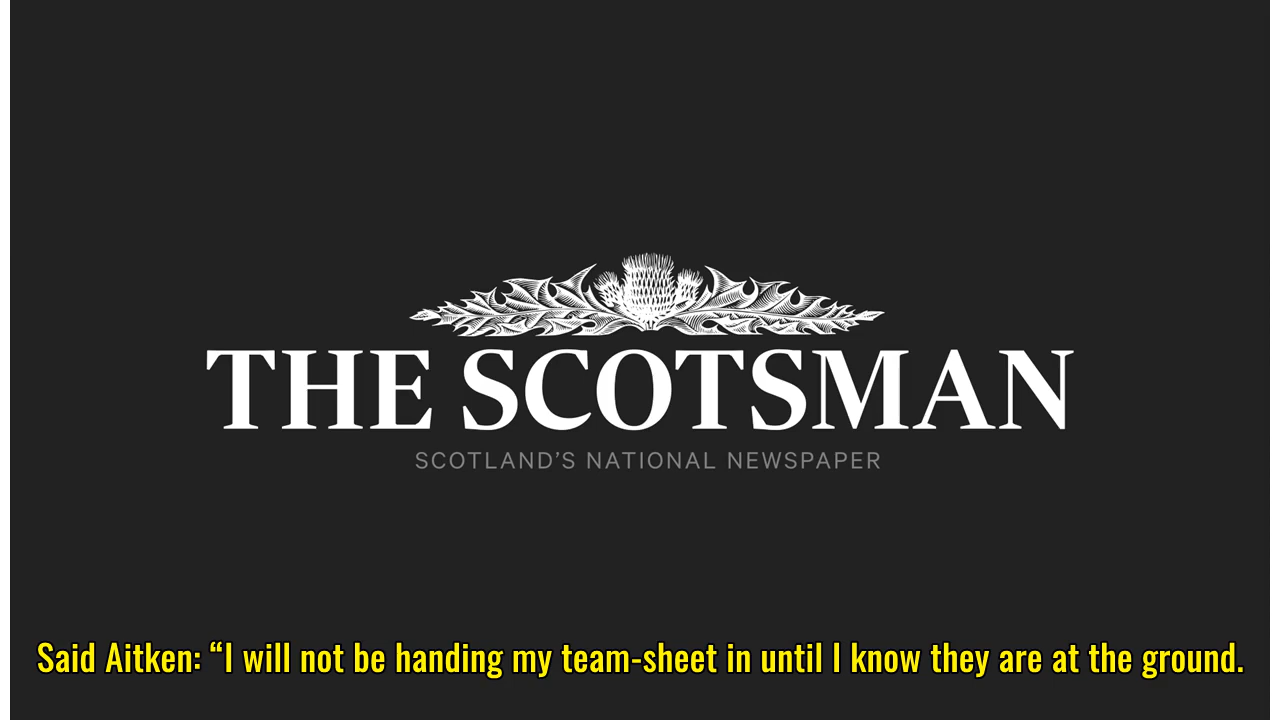 THE SCOTSMAN
SCOTLAND’S NATIONAL NEWSPAPER
Said Aitken: “I will not be handing my team-sheet in until I know they are at the ground.